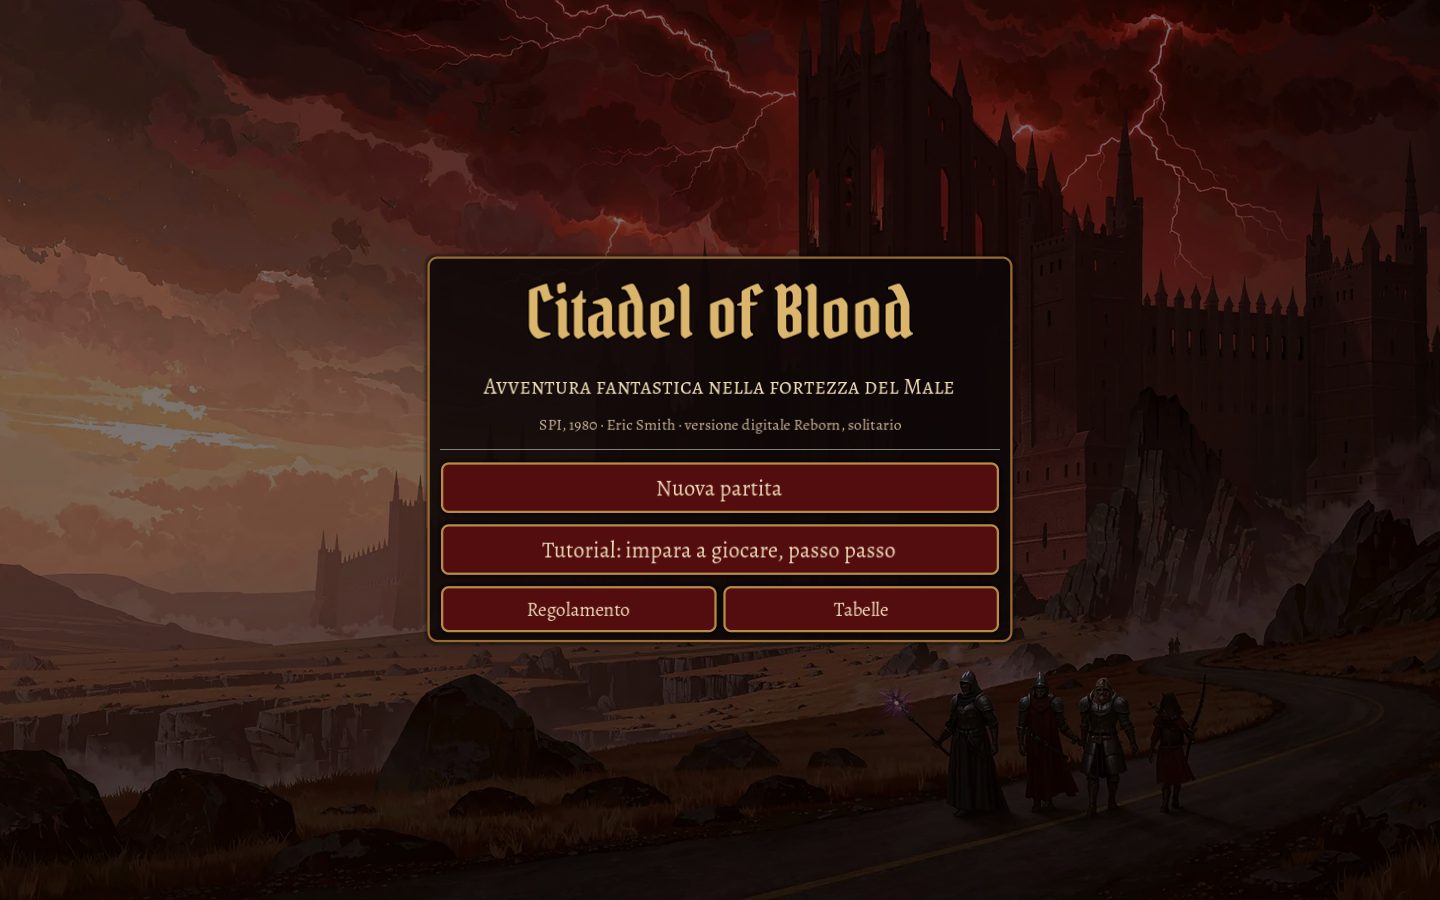 Citadel of Blood
Avventura fantastica nella fortezza del Male
SPI, 1980 · Eric Smith · versione digitale Reborn, solitario
Nuova partita
Tutorial: impara a giocare, passo passo
Regolamento
Tabelle